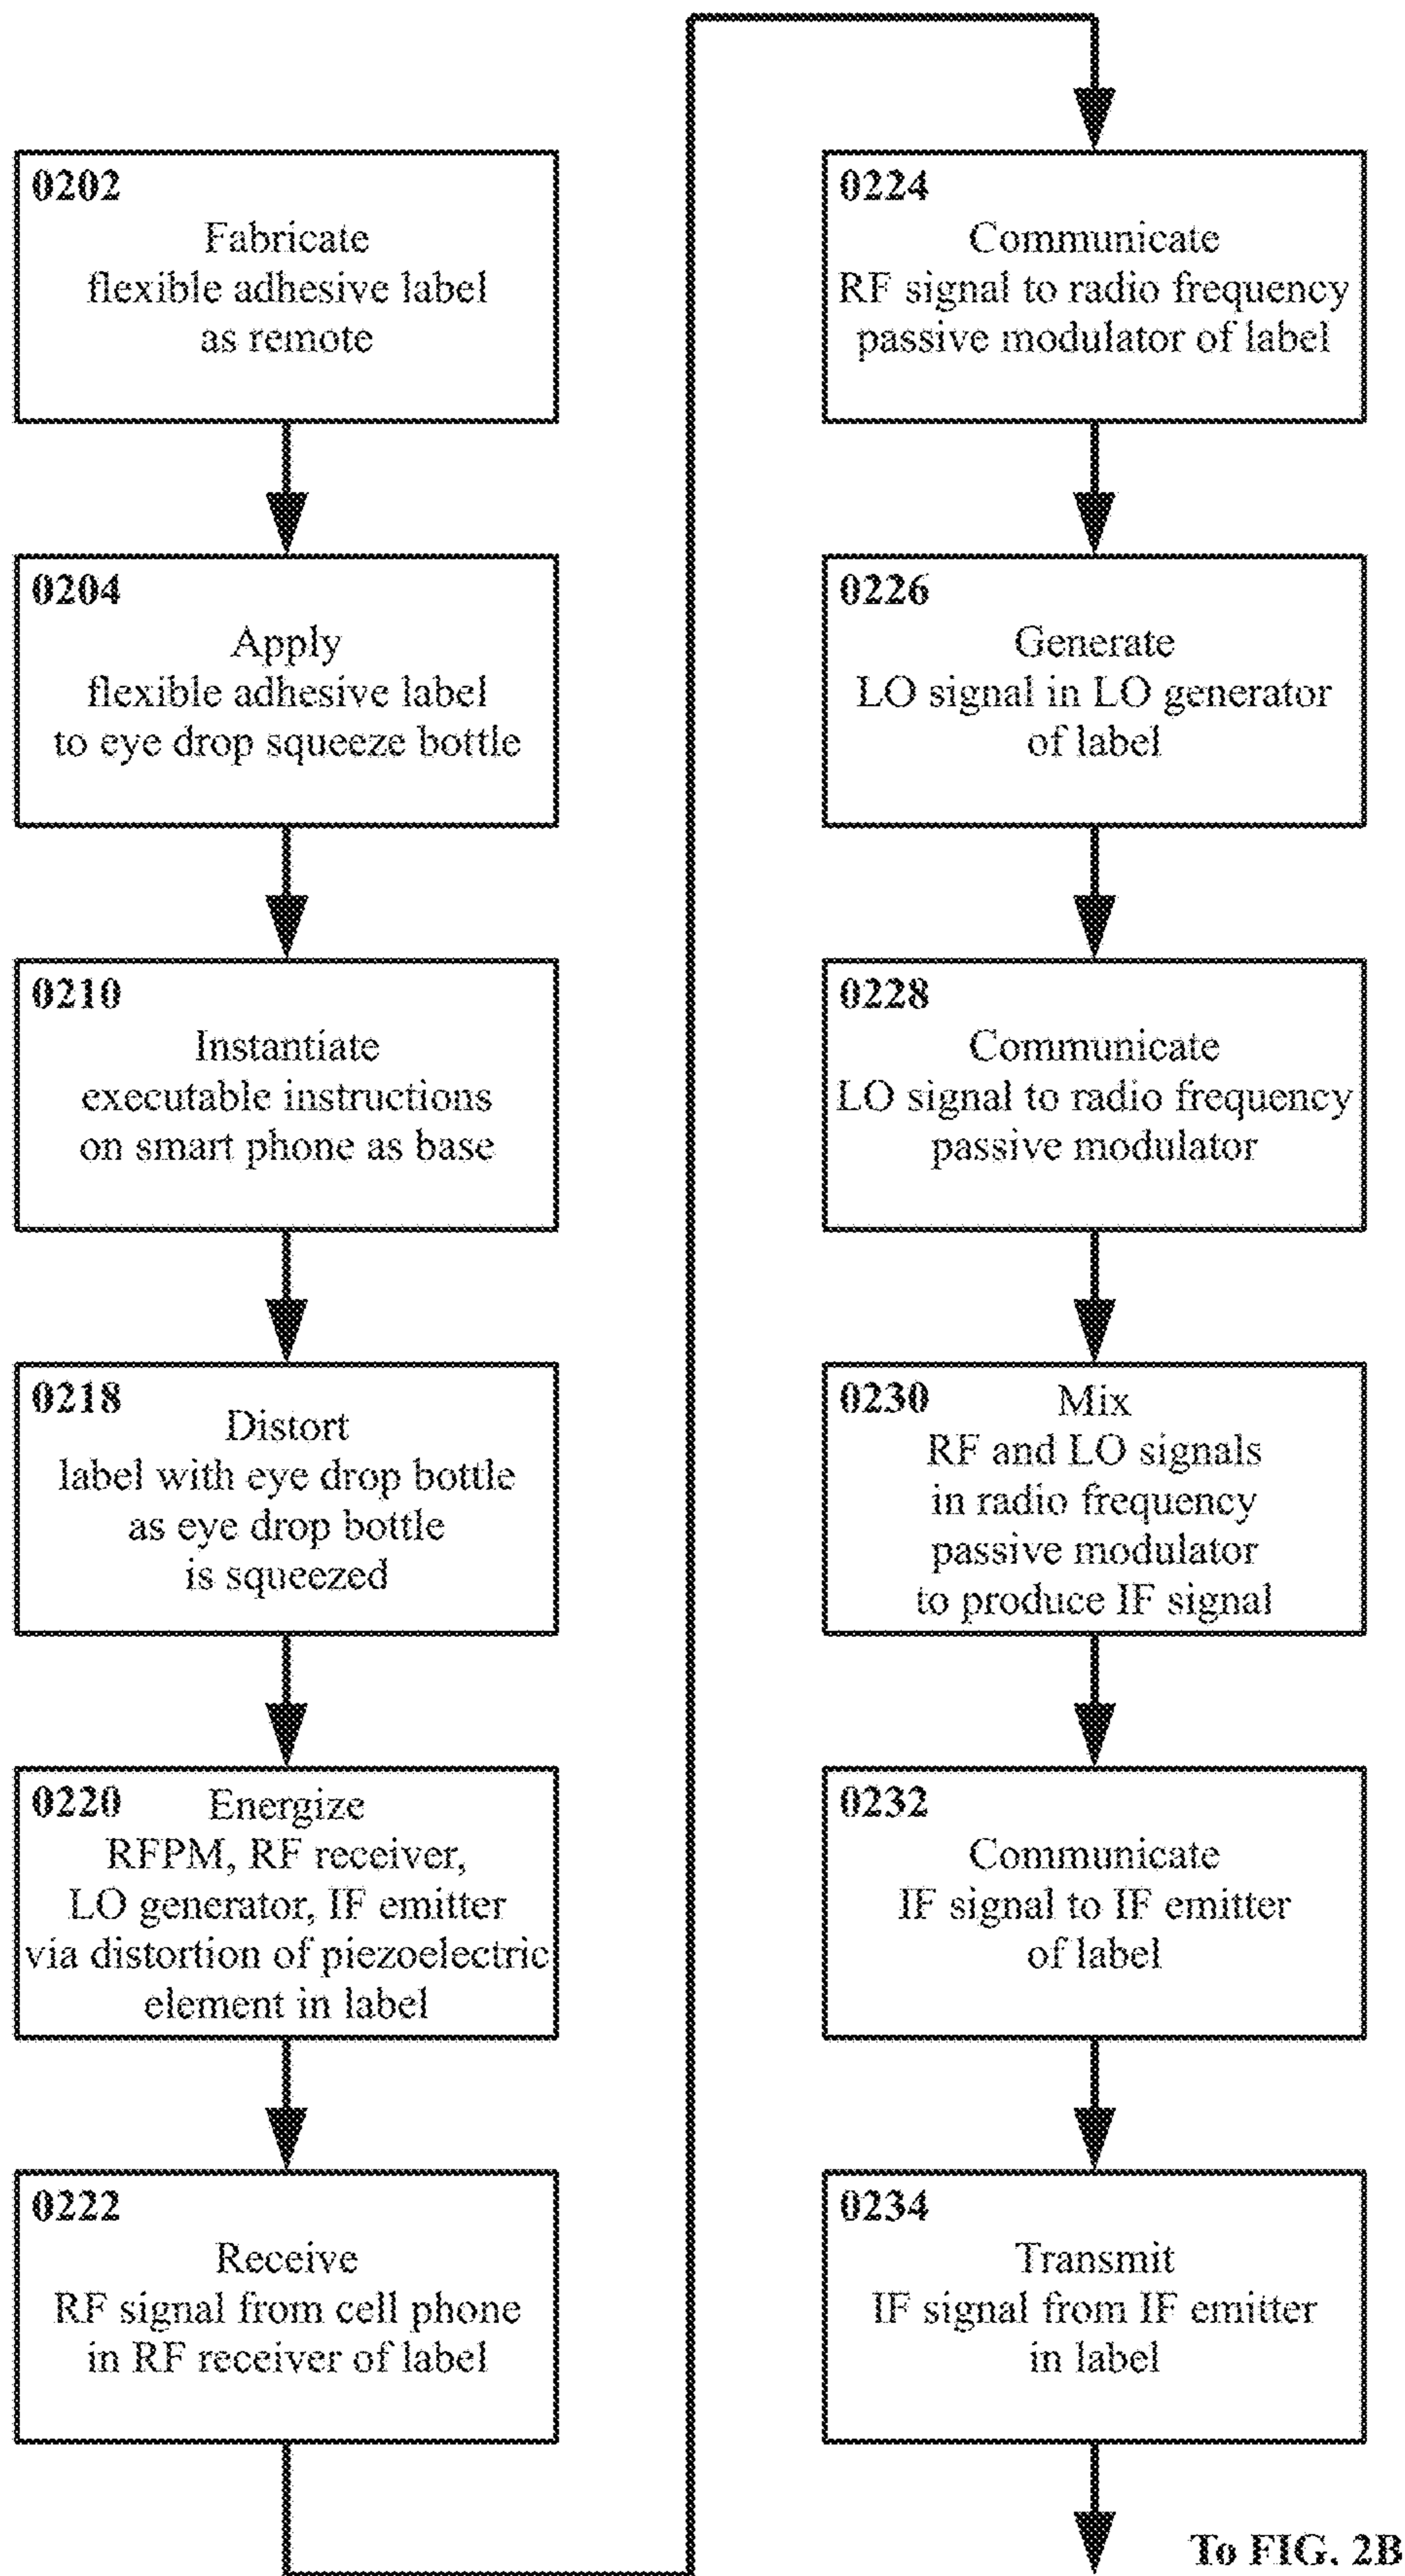 0202
Fabricate
flexible adhesive label
as remote
0204
Apply
flexible adhesive label
to eye drop squeeze bottle
0210
Instantiate
executable instructions
on smart phone as base
0218
Distort
label with eye drop bottle
as eye drop bottle
is squeezed
0220 Energize
RFPM, RF receiver,
LO generator, IF emitter
via distortion of piezoelectric
element in label
0222
Receive
RF signal from cell phone
in RF receiver of label
0224
Communicate
RF signal to radio frequency
passive modulator of label
0226
Generate
LO signal in LO generator
of label
0228
Communicate
LO signal to radio frequency
passive modulator
0230 Mix
RF and LO signals
in radio frequency
passive modulator
to produce IF signal
0232
Communicate
IF signal to IF emitter
of label
0234
Transmit
IF signal from IF emitter
in label
To FIG. 2B